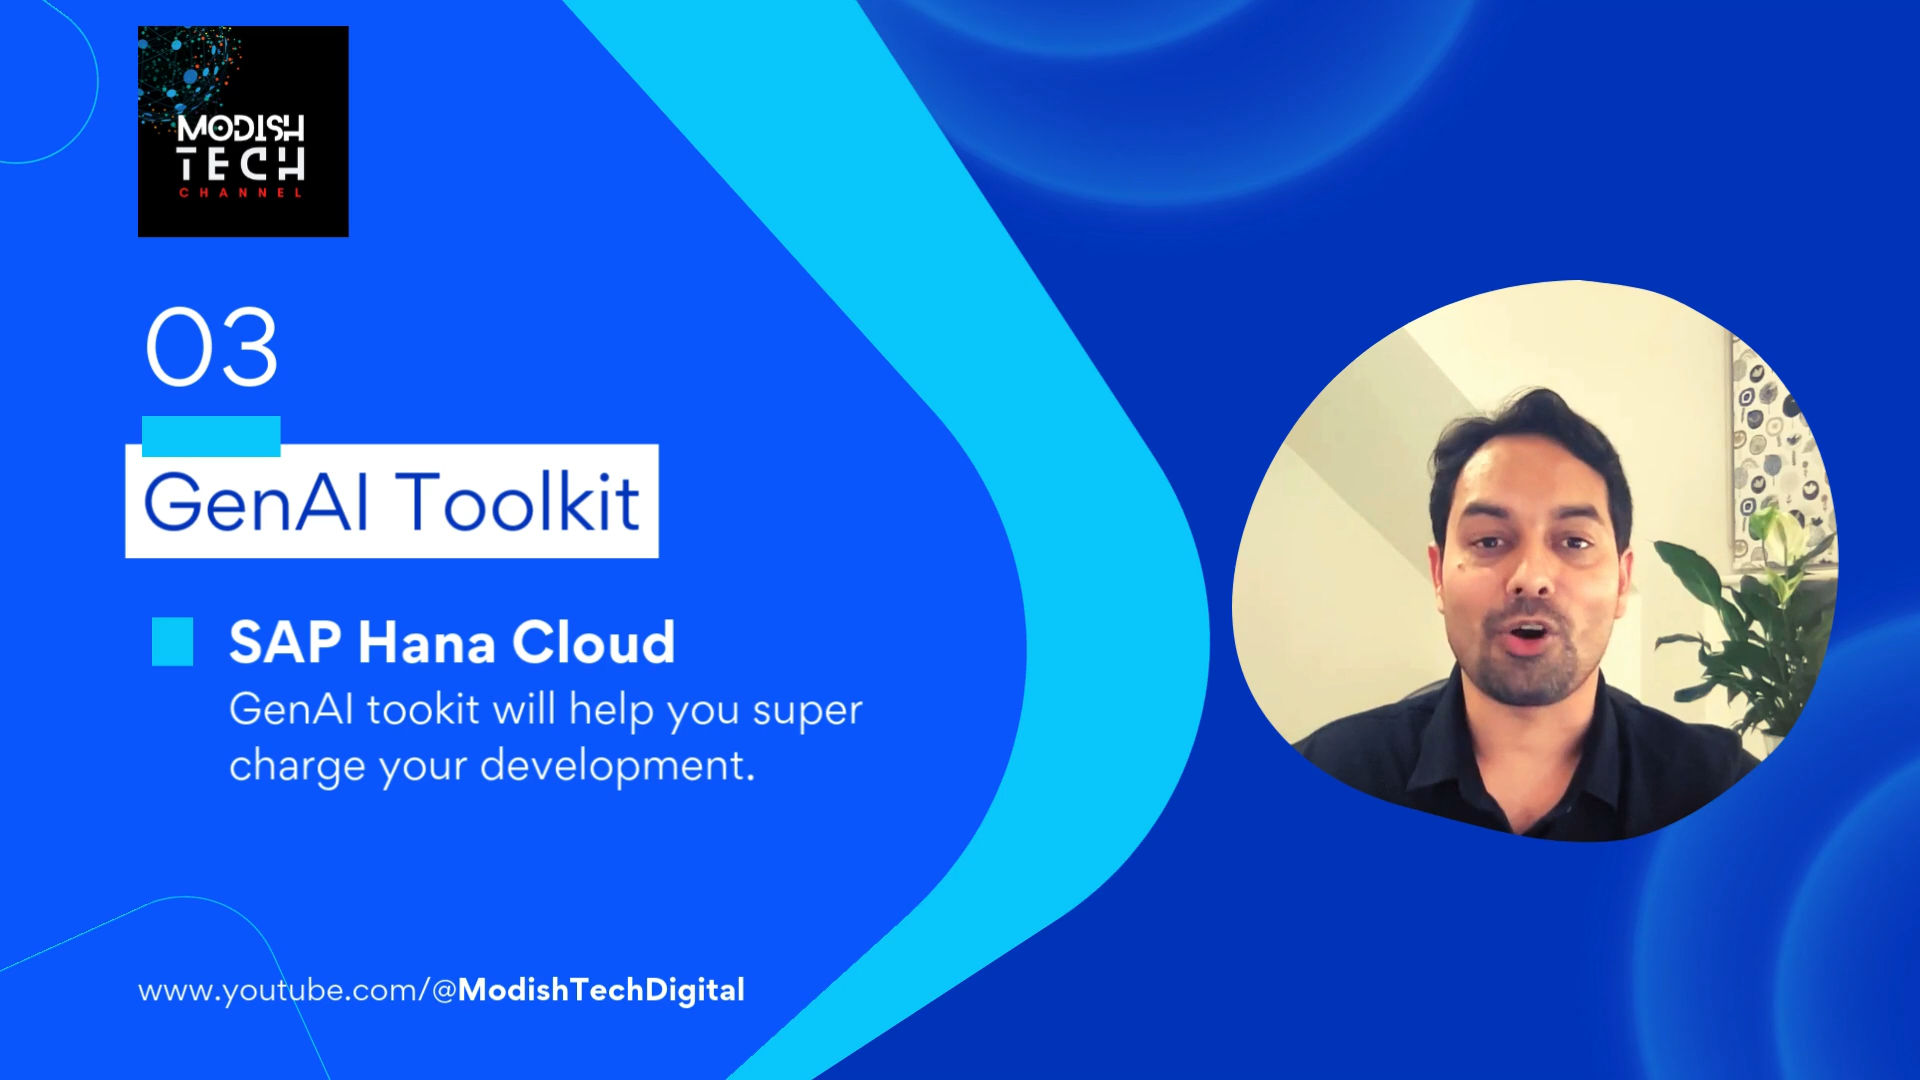 MODISH
TECH
CHANNEL
03
GenAI Toolkit
SAP Hana Cloud
GenAI tookit will help you super
charge your development.
www.youtube.com/@ModishTechDigital